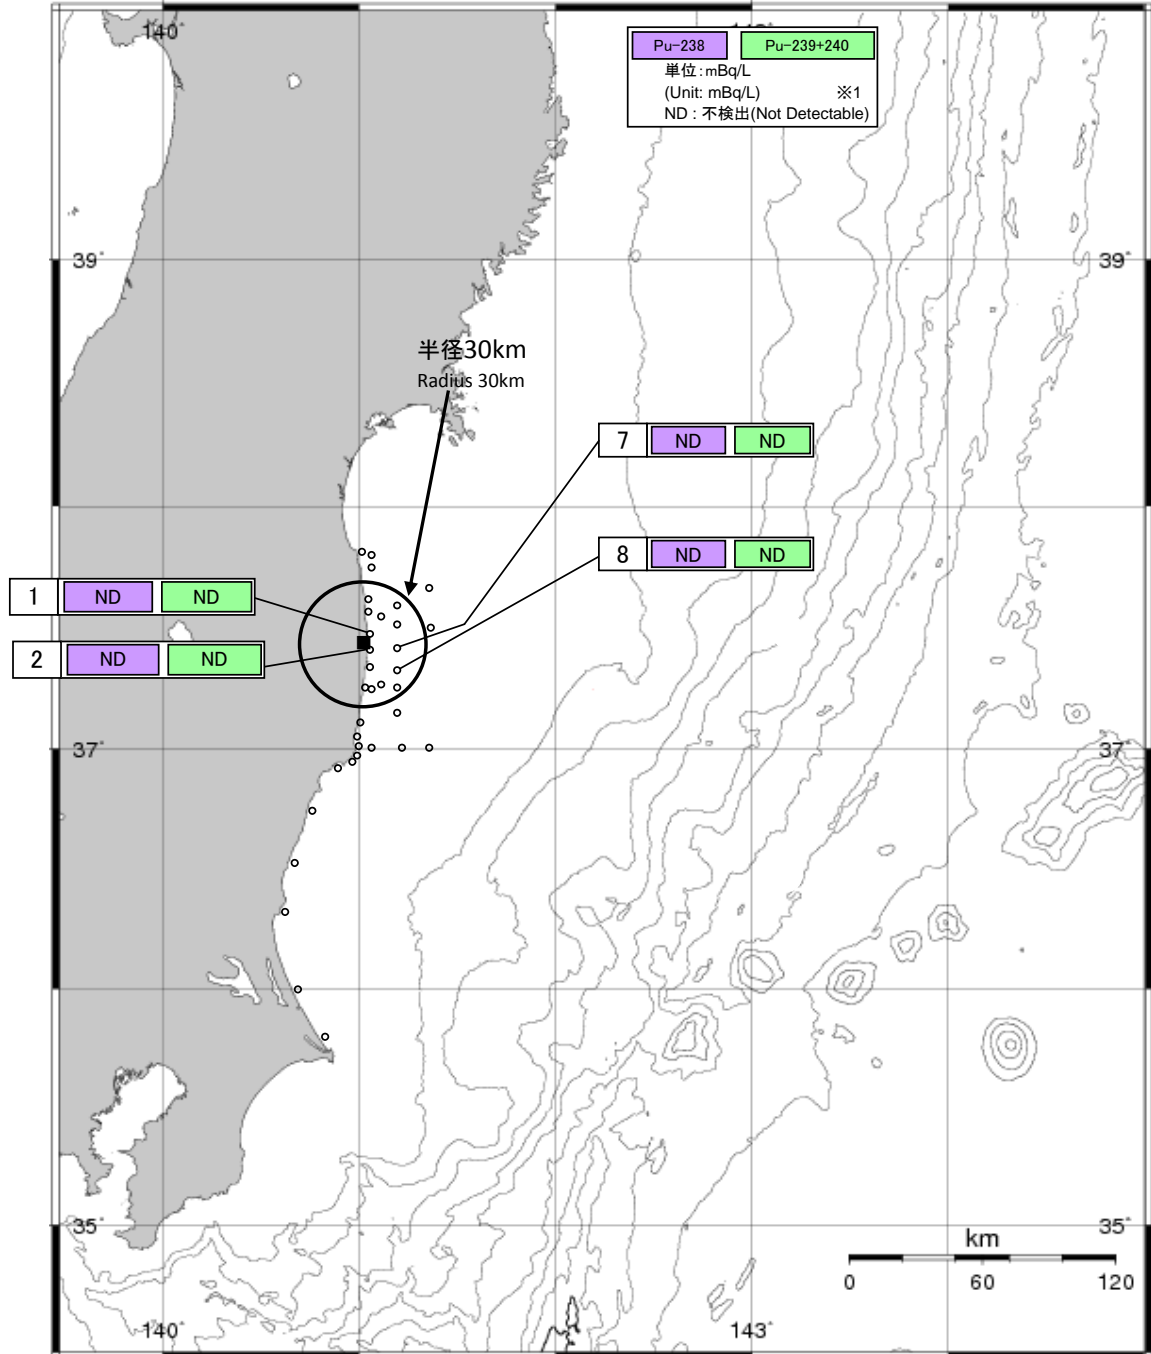 140°
Pu-238 Pu-239+240
単位:mBq/L
(Unit: mBq/L) ※1
ND : 不検出(Not Detectable)
39° 39°
半径30km
Radius 30km
7 ND ND
8 ND ND
1 ND ND
2 ND ND
37° 37°
35° 35°
km
0 60 120
140° 143°